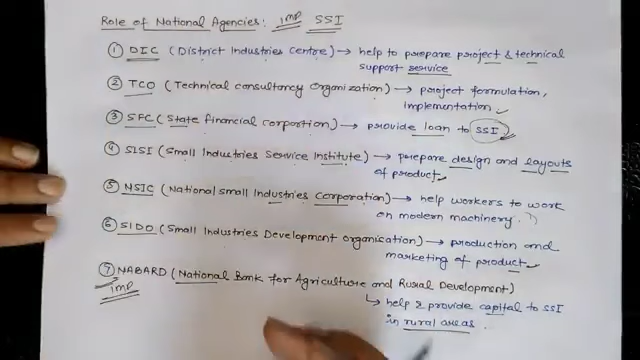 Role of National Agencies: imp SSI
① DIC (District Industries Centre) → help to prepare project & technical
support service
② TCO (Technical consultancy Organization) → project formulation,
implementation
③ SFC (State financial corportion) → provide loan to SSI
④ SISI (Small Industries Service Institute) → prepare design and layouts
of product
⑤ NSIC (National small industries corporation) → help workers to work
on modern machinery.
⑥ SIDO (Small Industries Development organisation) → production and
marketing of product
⑦ NABARD (National Bank for Agriculture and Rural Development)
imp
↳ help & provide capital to SSI
in rural areas.